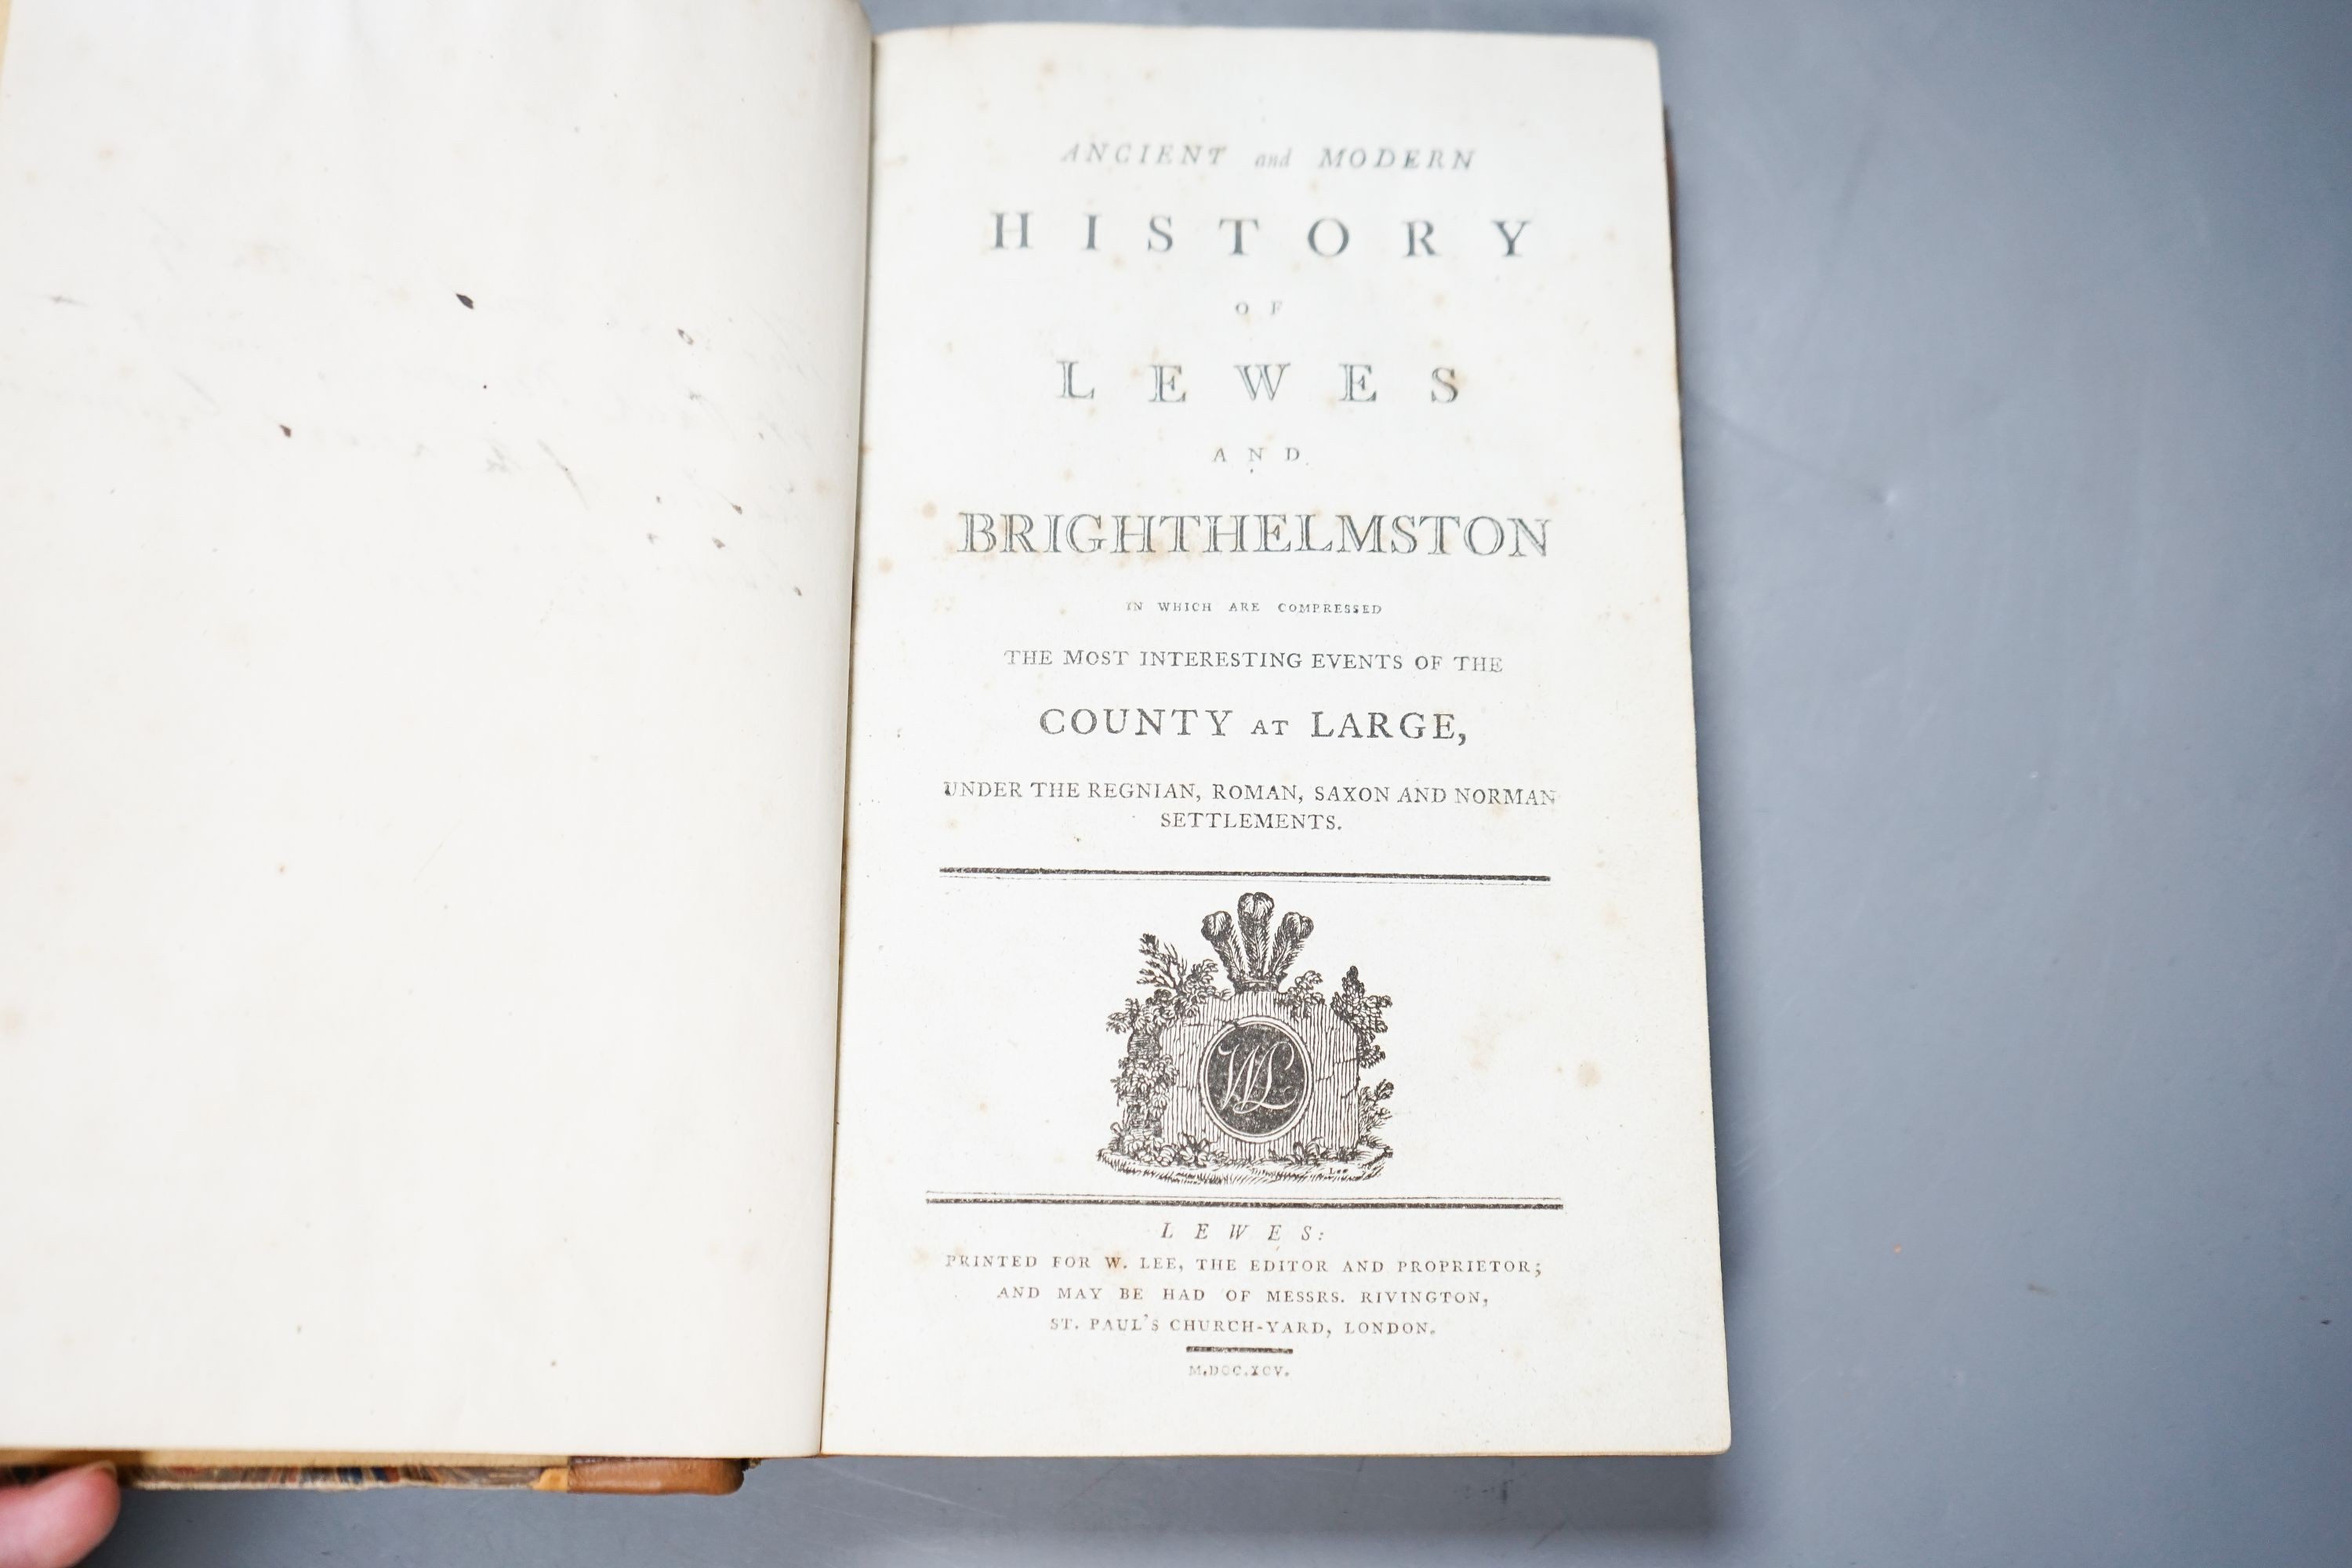 ANCIENT and MODERN
HISTORY
OF
LEWES
AND
BRIGHTHELMSTON
IN WHICH ARE COMPRESSED
THE MOST INTERESTING EVENTS OF THE
COUNTY AT LARGE,
UNDER THE REGNIAN, ROMAN, SAXON AND NORMAN
SETTLEMENTS.
WL
Lee
LEWES:
PRINTED FOR W. LEE, THE EDITOR AND PROPRIETOR;
AND MAY BE HAD OF MESSRS. RIVINGTON,
ST. PAUL'S CHURCH-YARD, LONDON.
M.DCC.XCV.